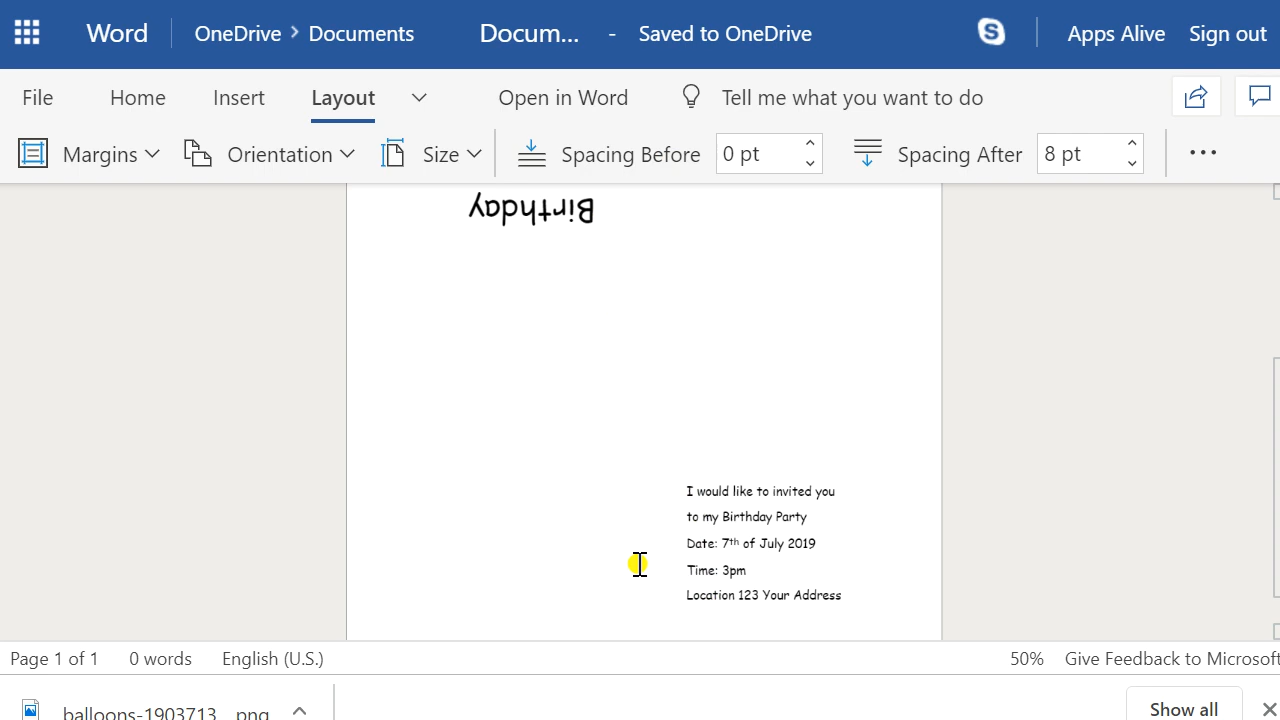 Word OneDrive > Documents Docum... - Saved to OneDrive Apps Alive Sign out
File Home Insert Layout Open in Word Tell me what you want to do
Margins Orientation Size Spacing Before 0 pt Spacing After 8 pt ...
Birthday
I would like to invited you
to my Birthday Party
Date: 7th of July 2019
Time: 3pm
Location 123 Your Address
Page 1 of 1 0 words English (U.S.) 50% Give Feedback to Microsoft
balloons-1903713_.png Show all